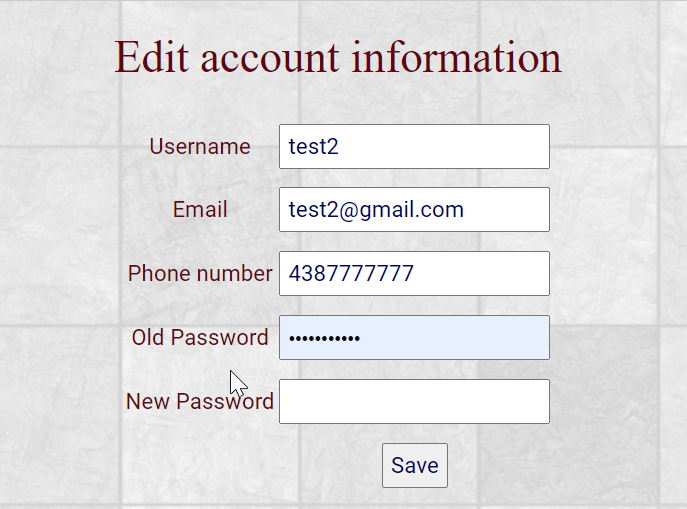 Edit account information
Username test2
Email test2@gmail.com
Phone number 4387777777
Old Password •••••••••••
New Password
Save